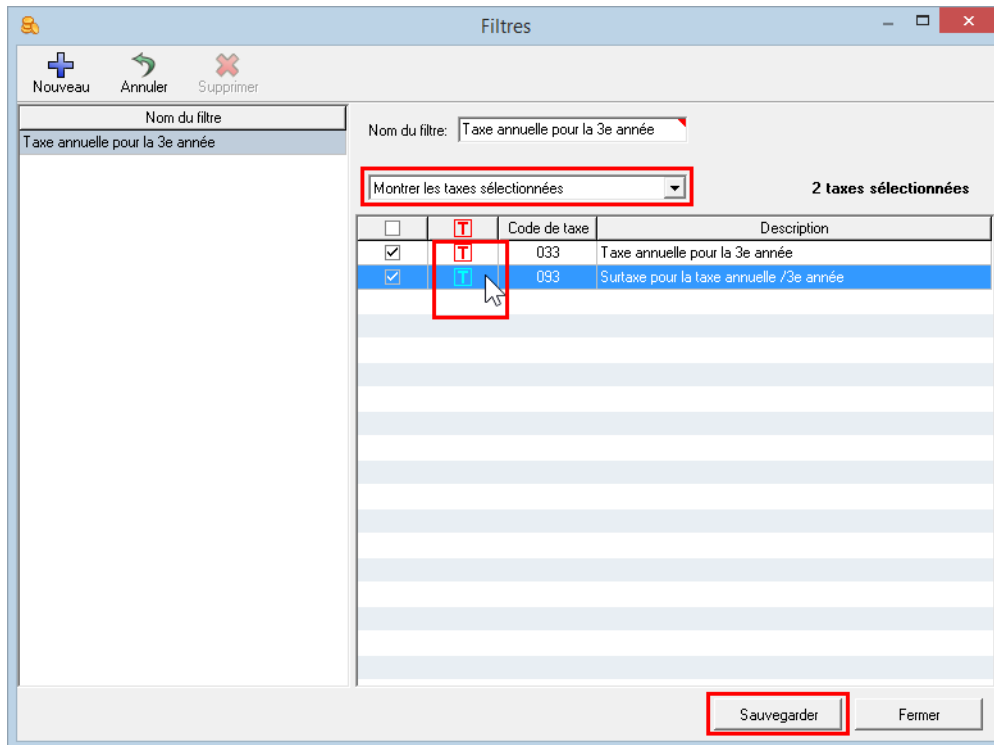 Filtres
Nouveau Annuler Supprimer
Nom du filtre
Taxe annuelle pour la 3e année
Nom du filtre: Taxe annuelle pour la 3e année
Montrer les taxes sélectionnées
2 taxes sélectionnées
T Code de taxe Description
T 033 Taxe annuelle pour la 3e année
T 093 Surtaxe pour la taxe annuelle /3e année
Sauvegarder Fermer